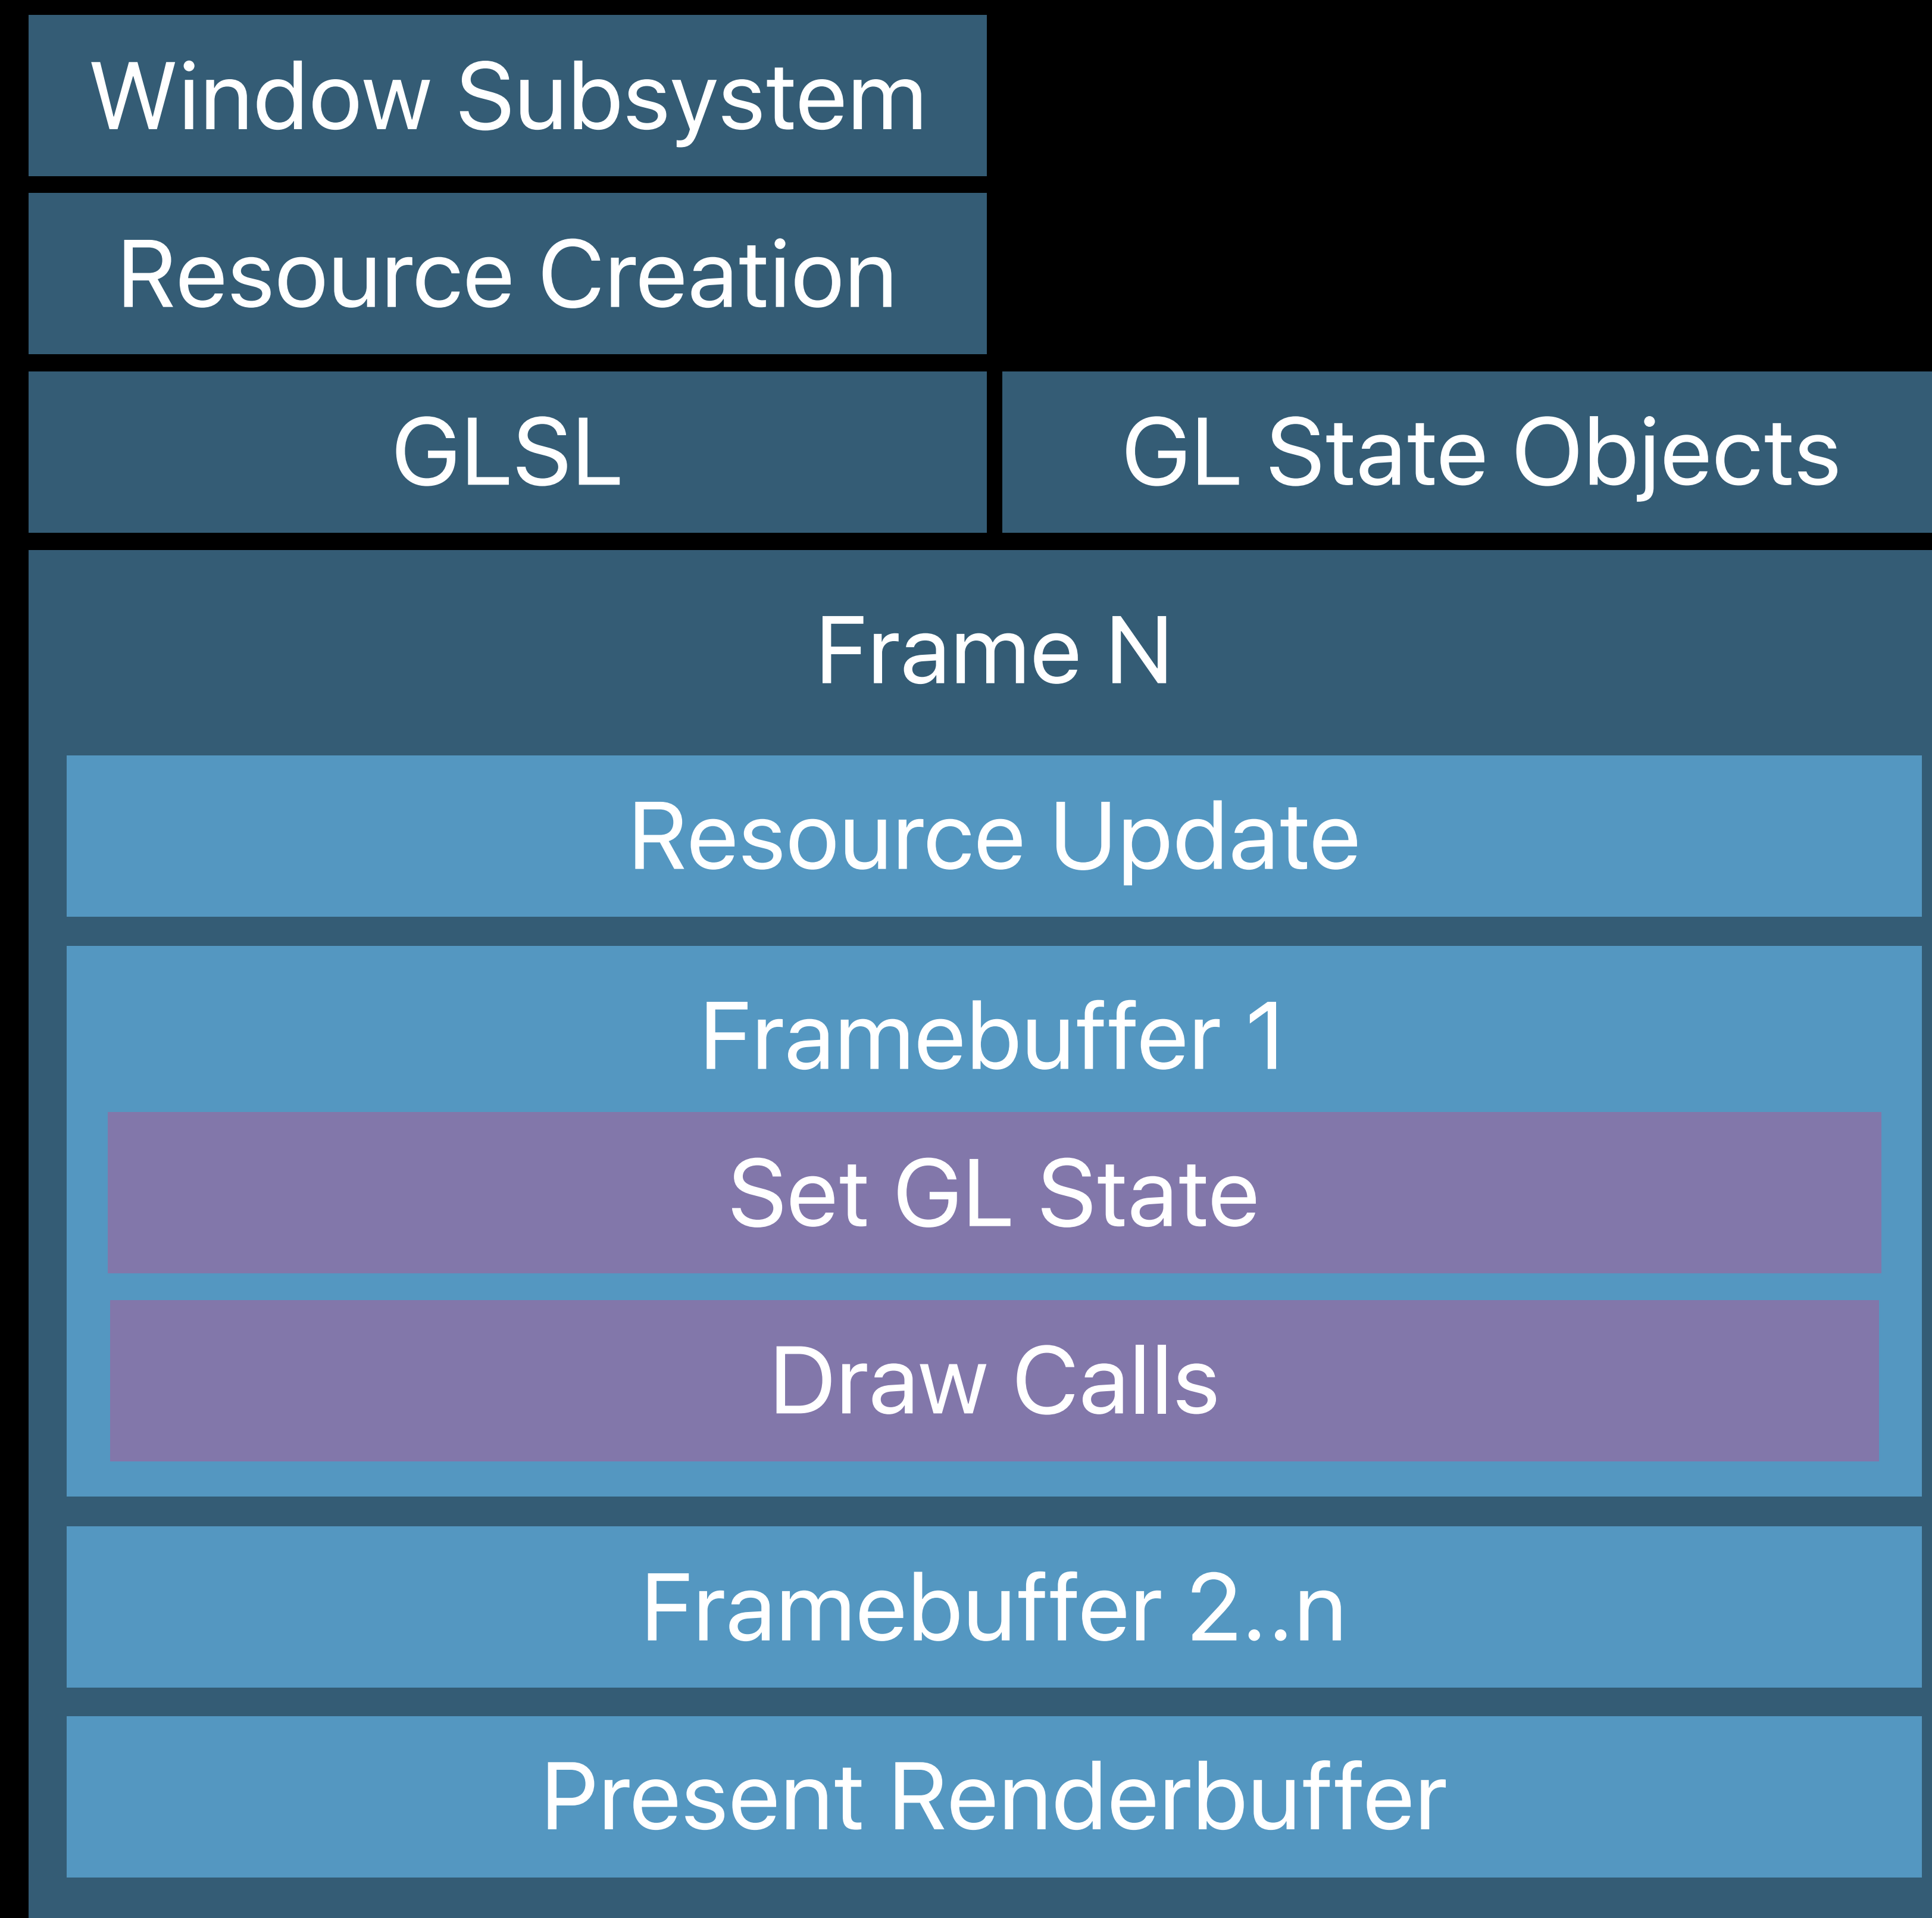 Window Subsystem
Resource Creation
GLSL
GL State Objects
Frame N
Resource Update
Framebuffer 1
Set GL State
Draw Calls
Framebuffer 2..n
Present Renderbuffer